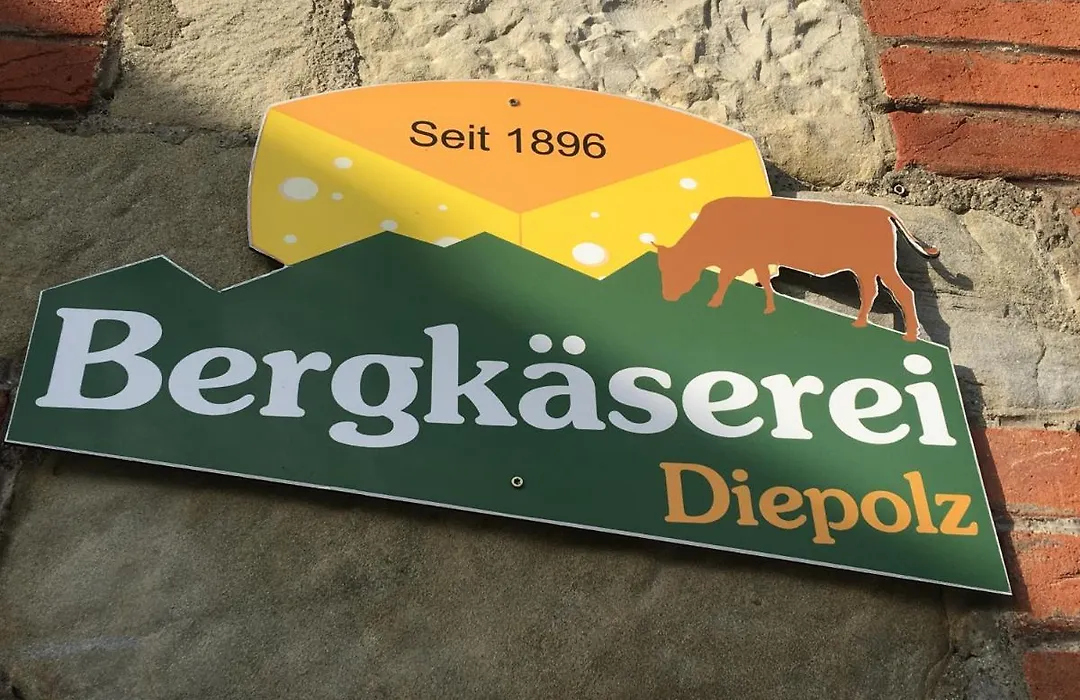 Seit 1896
Bergkäserei
Diepolz